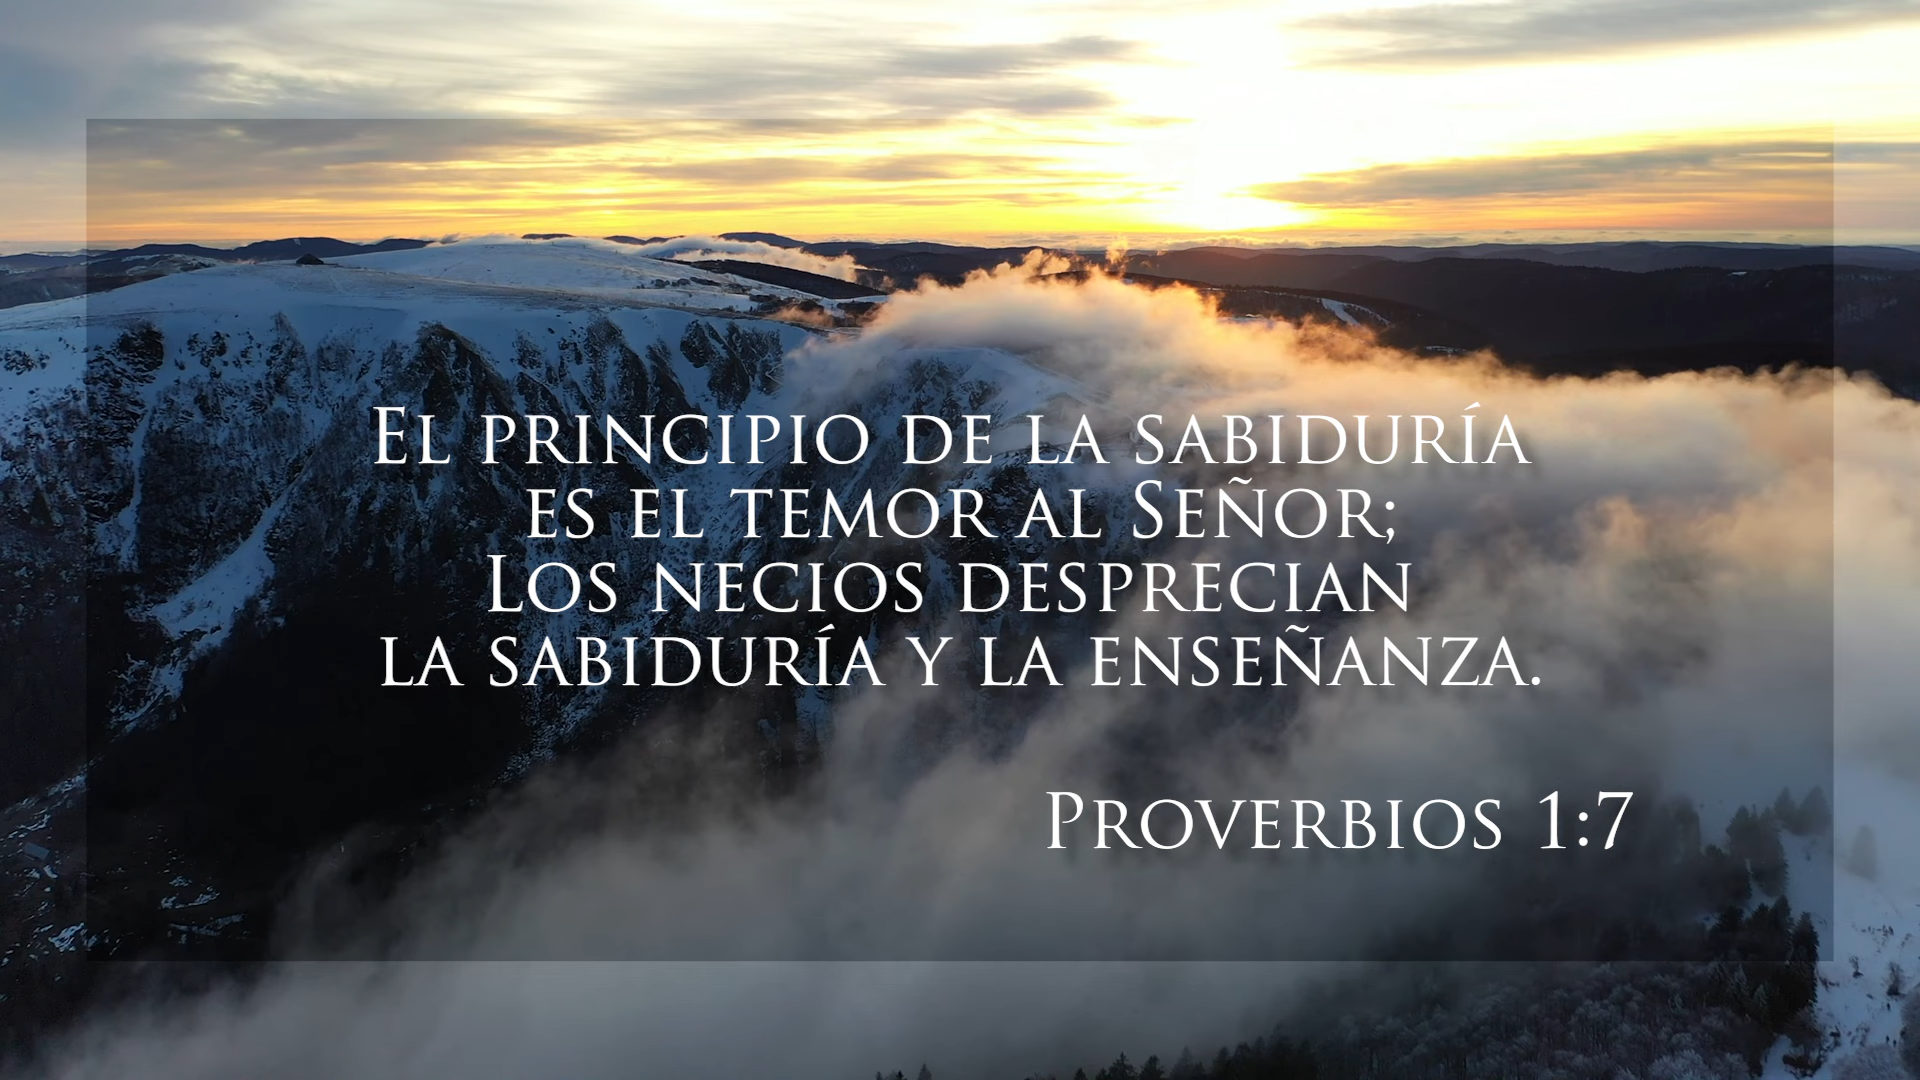 El principio de la sabiduría
es el temor al Señor;
Los necios desprecian
la sabiduría y la enseñanza.
Proverbios 1:7